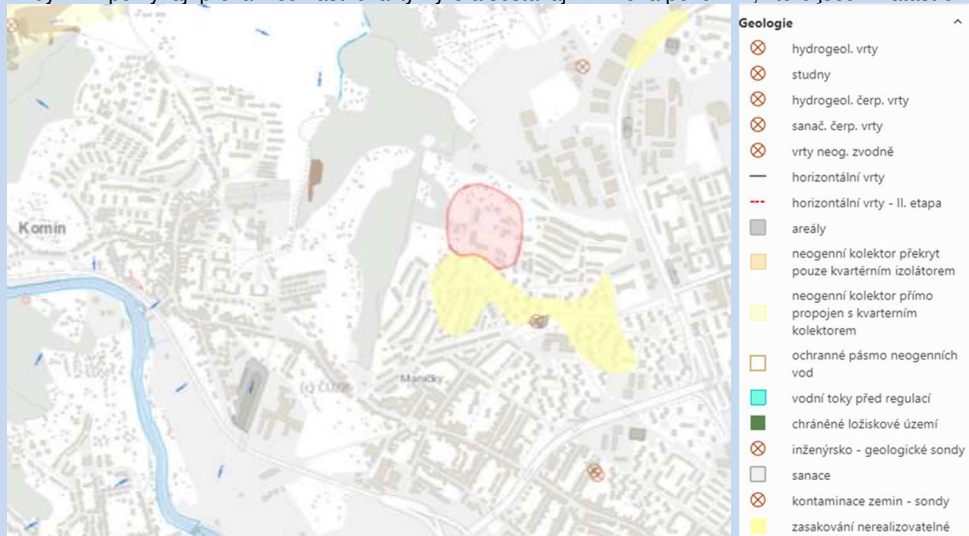 Geologie
hydrogeol. vrty
studny
hydrogeol. čerp. vrty
sanač. čerp. vrty
vrty neog. zvodně
horizontální vrty
horizontální vrty - II. etapa
areály
neogenní kolektor překryt
pouze kvartérním izolátorem
neogenní kolektor přímo
propojen s kvarterním
kolektorem
ochranné pásmo neogenních
vod
vodní toky před regulací
chráněné ložiskové území
inženýrsko - geologické sondy
sanace
kontaminace zemin - sondy
zasakování nerealizovatelné
Komín
Maničky
(c) ČÚZK